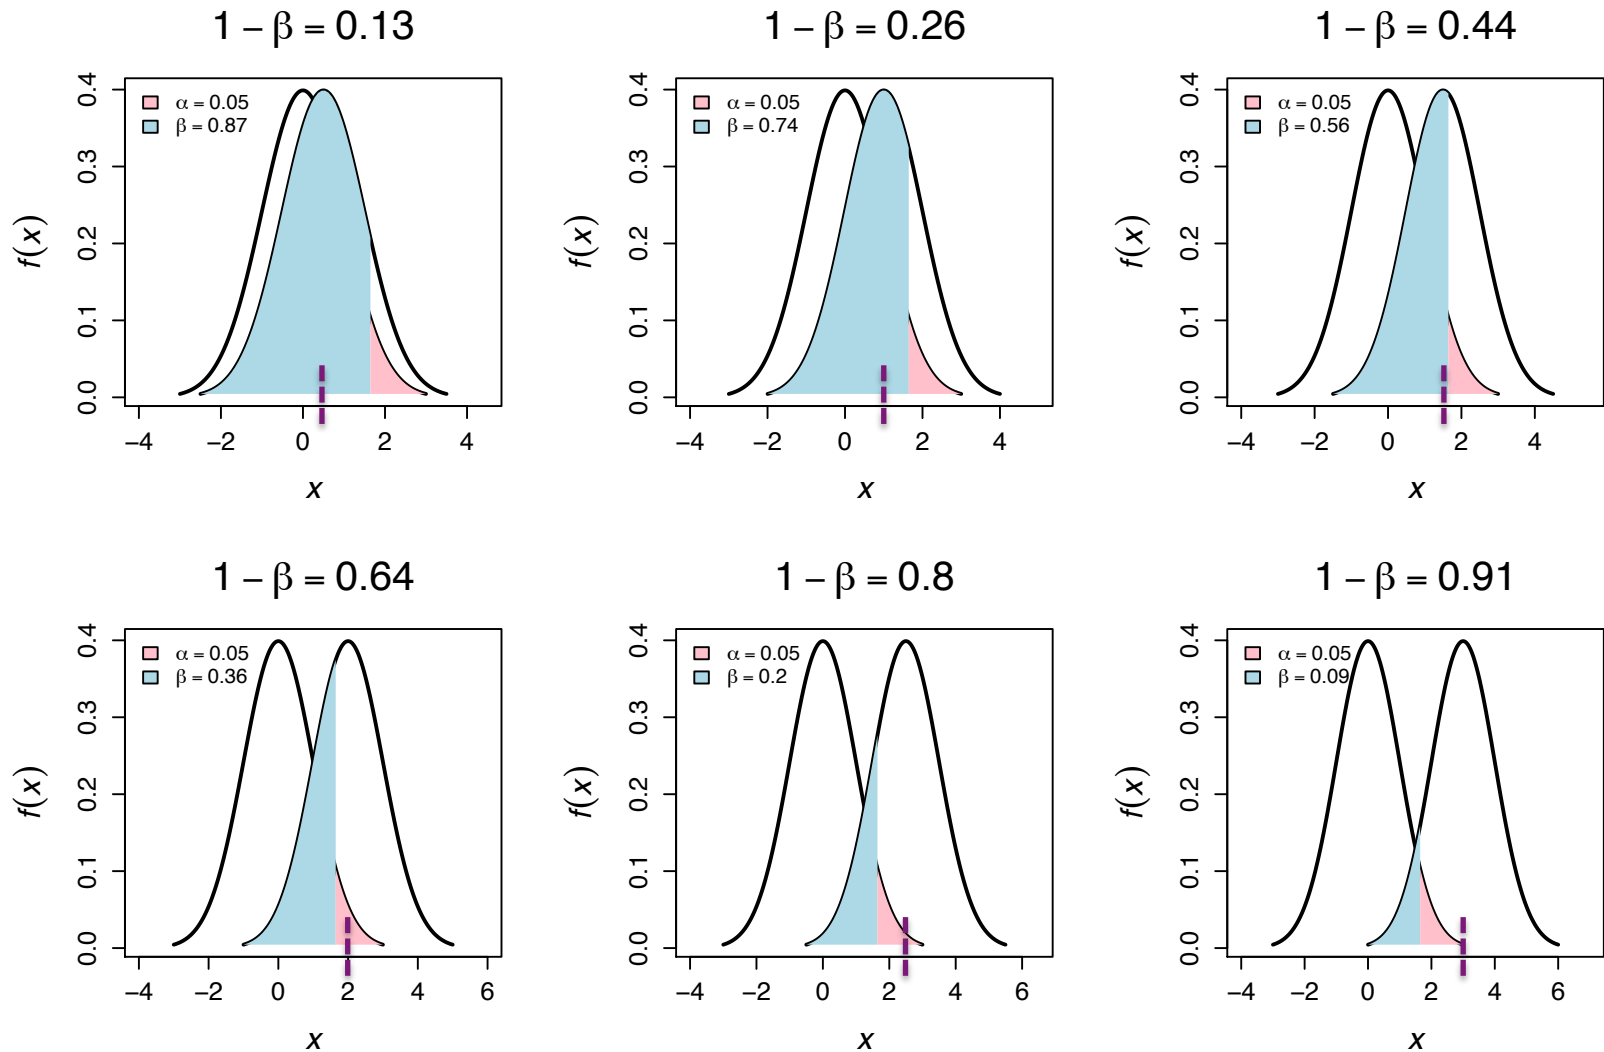 1 − β = 0.13
α = 0.05
β = 0.87
f(x)
0.0 0.1 0.2 0.3 0.4
−4 −2 0 2 4
x
1 − β = 0.26
α = 0.05
β = 0.74
f(x)
0.0 0.1 0.2 0.3 0.4
−4 −2 0 2 4
x
1 − β = 0.44
α = 0.05
β = 0.56
f(x)
0.0 0.1 0.2 0.3 0.4
−4 −2 0 2 4
x
1 − β = 0.64
α = 0.05
β = 0.36
f(x)
0.0 0.1 0.2 0.3 0.4
−4 −2 0 2 4 6
x
1 − β = 0.8
α = 0.05
β = 0.2
f(x)
0.0 0.1 0.2 0.3 0.4
−4 −2 0 2 4 6
x
1 − β = 0.91
α = 0.05
β = 0.09
f(x)
0.0 0.1 0.2 0.3 0.4
−4 −2 0 2 4 6
x